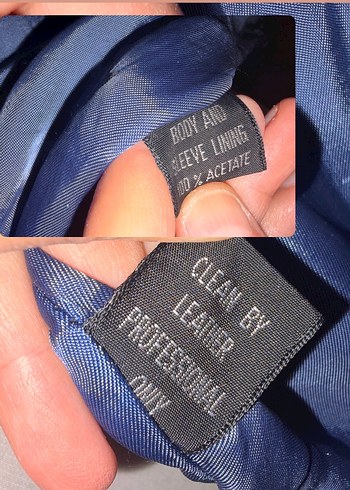 BODY AND
SLEEVE LINING
100 % ACETATE
CLEAN BY
LEATHER
PROFESSIONAL
ONLY